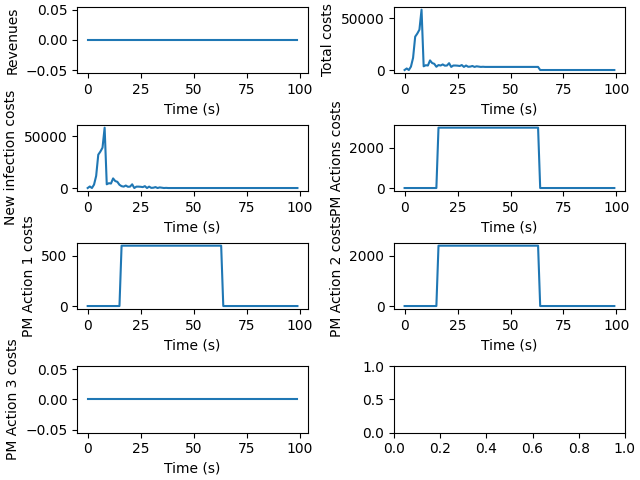 Revenues
0.05
0.00
−0.05
0 25 50 75 100
Time (s)
Total costs
50000
0
0 25 50 75 100
Time (s)
New infection costs
50000
0
0 25 50 75 100
Time (s)
PM Actions costs
2000
0
0 25 50 75 100
Time (s)
PM Action 1 costs
500
0
0 25 50 75 100
Time (s)
PM Action 2 costs
2000
0
0 25 50 75 100
Time (s)
PM Action 3 costs
0.05
0.00
−0.05
0 25 50 75 100
Time (s)
1.0
0.5
0.0
0.0 0.2 0.4 0.6 0.8 1.0